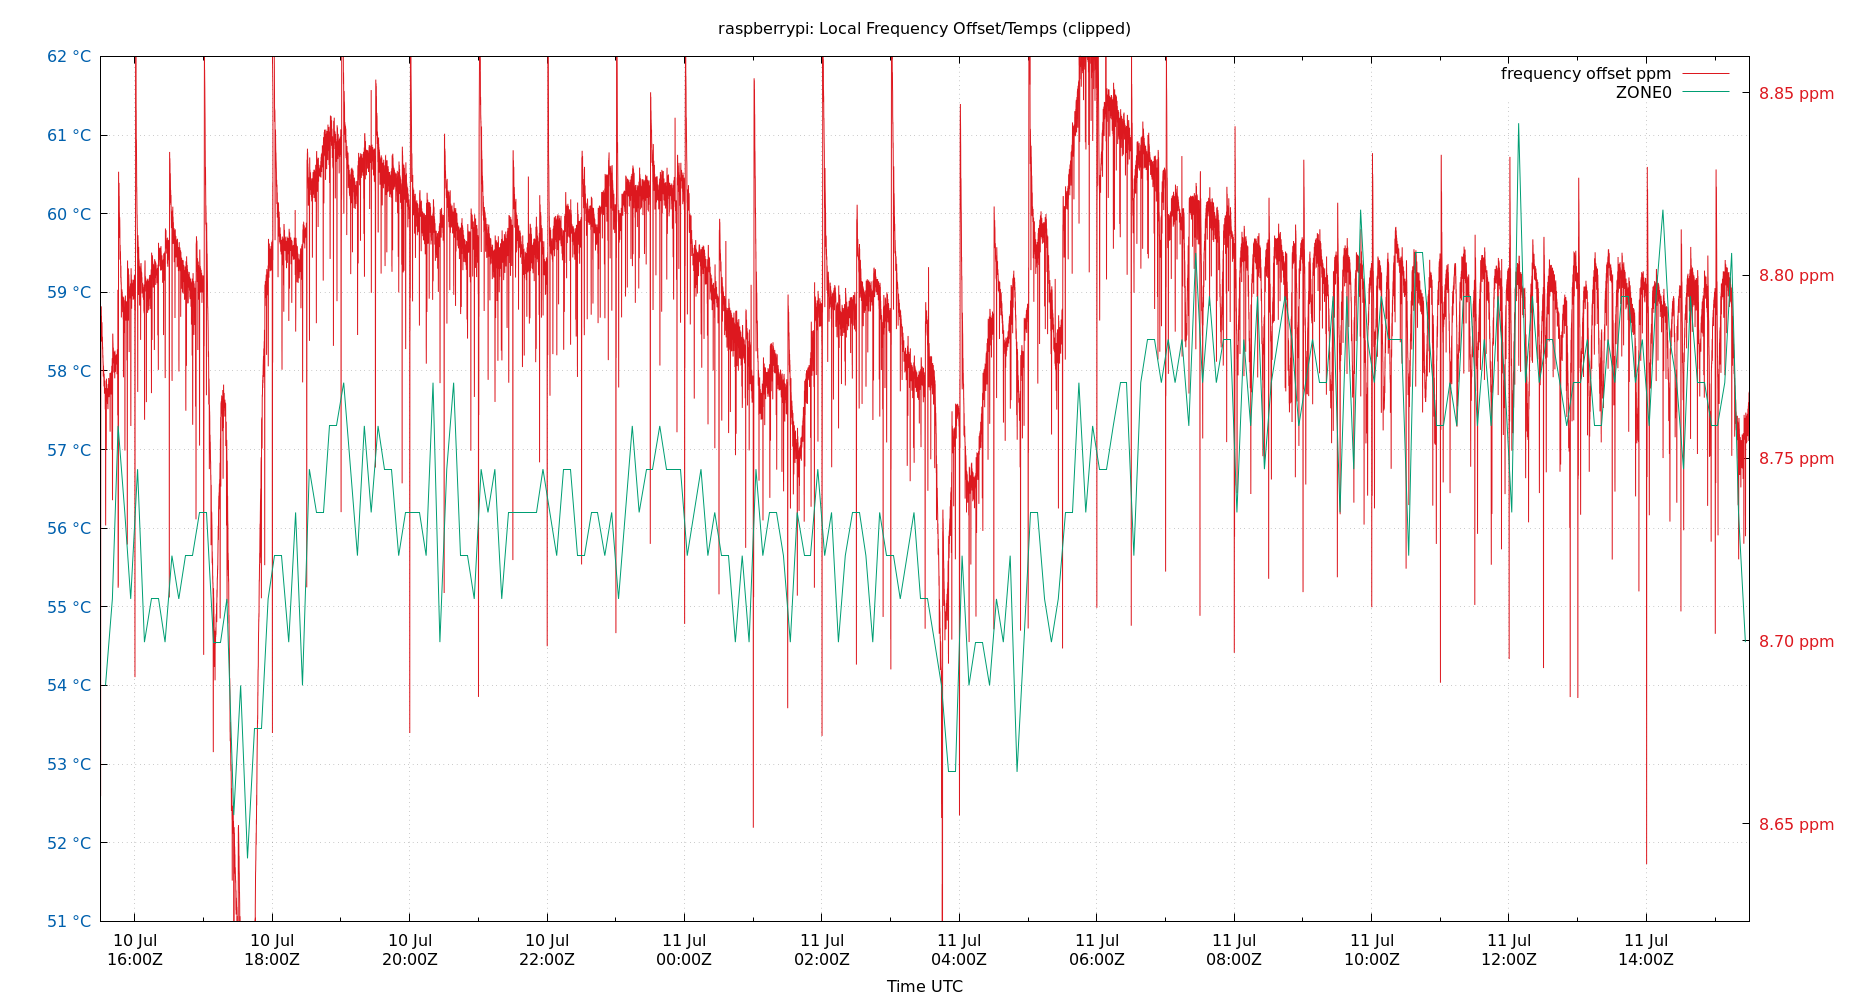 raspberrypi: Local Frequency Offset/Temps (clipped)
62 °C
61 °C
60 °C
59 °C
58 °C
57 °C
56 °C
55 °C
54 °C
53 °C
52 °C
51 °C
frequency offset ppm
ZONE0
8.85 ppm
8.80 ppm
8.75 ppm
8.70 ppm
8.65 ppm
10 Jul 10 Jul 10 Jul 10 Jul 11 Jul 11 Jul 11 Jul 11 Jul 11 Jul 11 Jul 11 Jul 11 Jul
16:00Z 18:00Z 20:00Z 22:00Z 00:00Z 02:00Z 04:00Z 06:00Z 08:00Z 10:00Z 12:00Z 14:00Z
Time UTC